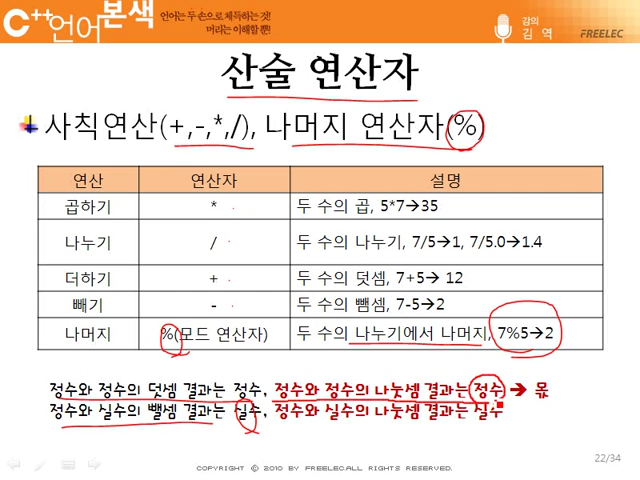 C++언어본색
언어는 두 손으로 체득하는 것!
머리는 이해할 뿐!
강의
김 역
FREELEC
산술 연산자
사칙연산(+,-,*,/), 나머지 연산자(%)
연산 연산자 설명
곱하기 * 두 수의 곱, 5*7→35
나누기 / 두 수의 나누기, 7/5→1, 7/5.0→1.4
더하기 + 두 수의 덧셈, 7+5→ 12
빼기 - 두 수의 뺌셈, 7-5→2
나머지 %(모드 연산자) 두 수의 나누기에서 나머지, 7%5→2
정수와 정수의 덧셈 결과는 정수, 정수와 정수의 나눗셈 결과는 정수 → 몫
정수와 실수의 뺄셈 결과는 실수, 정수와 실수의 나눗셈 결과는 실수
22/34
COPYRIGHT © 2010 BY FREELEC.ALL RIGHTS RESERVED.